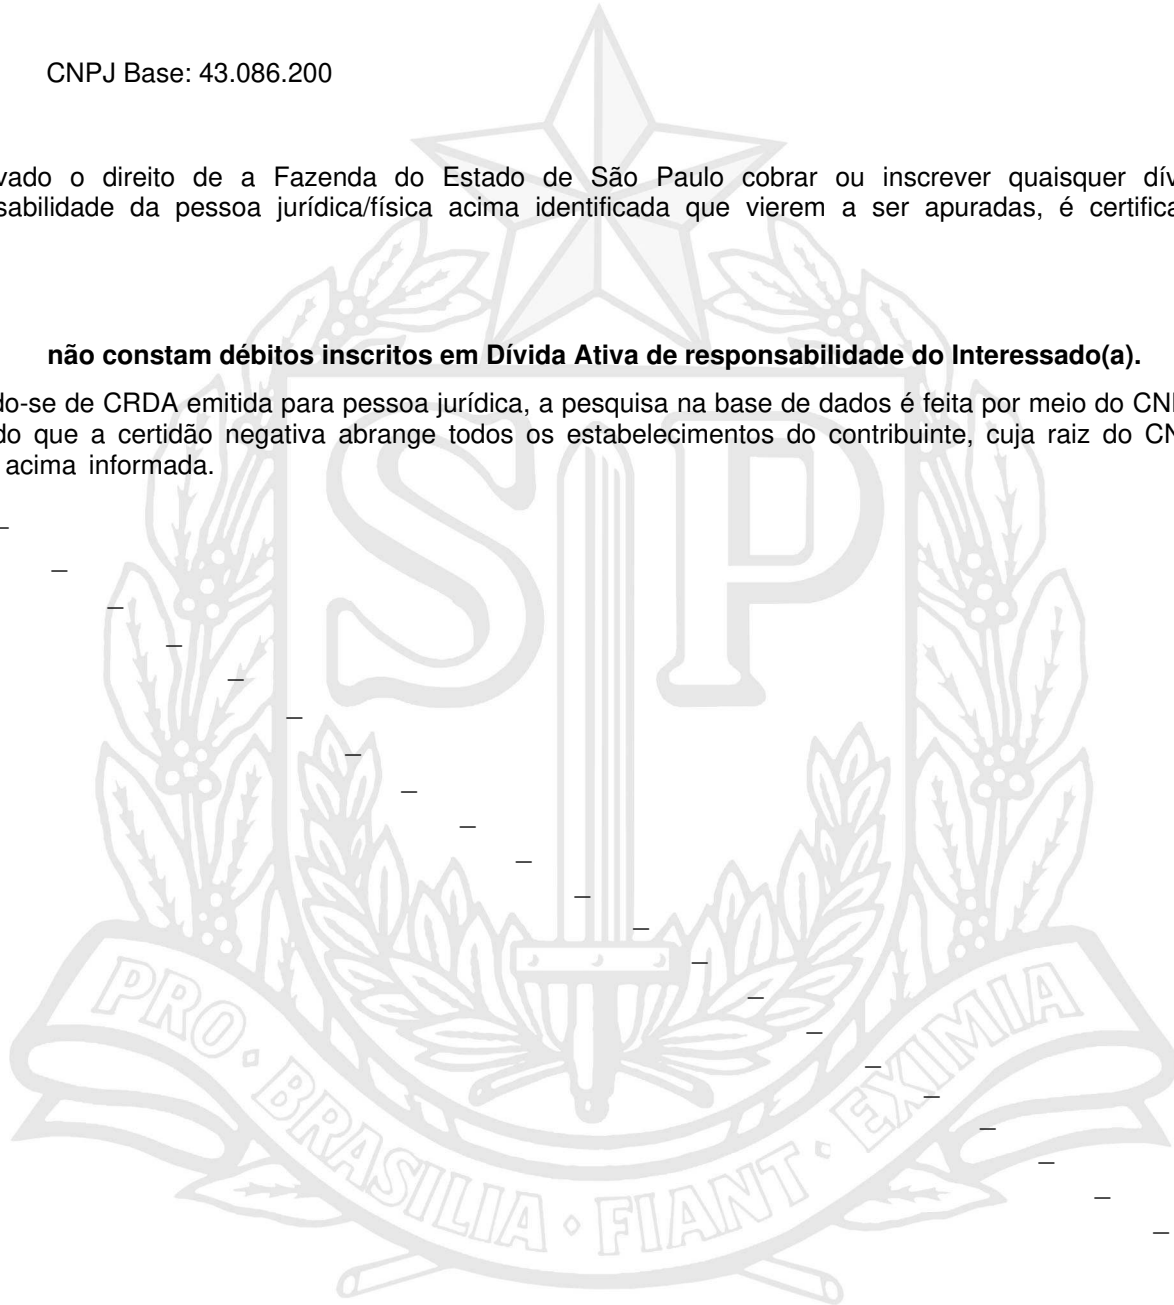 CNPJ Base: 43.086.200
vado o direito de a Fazenda do Estado de São Paulo cobrar ou inscrever quaisquer dív
sabilidade da pessoa jurídica/física acima identificada que vierem a ser apuradas, é certifica
não constam débitos inscritos em Dívida Ativa de responsabilidade do Interessado(a).
do-se de CRDA emitida para pessoa jurídica, a pesquisa na base de dados é feita por meio do CN
do que a certidão negativa abrange todos os estabelecimentos do contribuinte, cuja raiz do CN
acima informada.
SP
PRO · BRASILIA · FIANT · EXIMIA